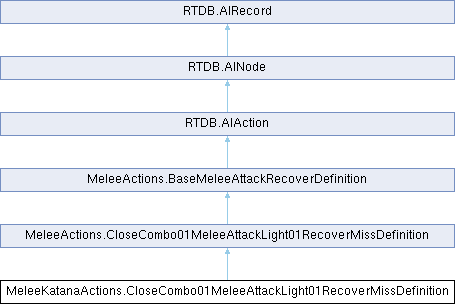 RTDB.AIRecord
RTDB.AINode
RTDB.AIAction
MeleeActions.BaseMeleeAttackRecoverDefinition
MeleeActions.CloseCombo01MeleeAttackLight01RecoverMissDefinition
MeleeKatanaActions.CloseCombo01MeleeAttackLight01RecoverMissDefinition